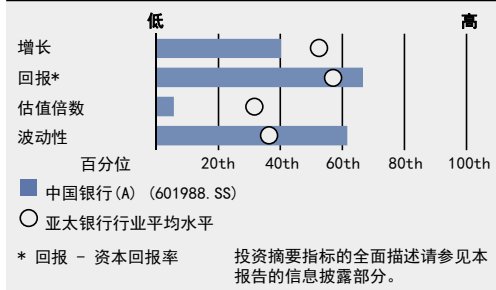 低 高
增长
回报*
估值倍数
波动性
百分位 20th 40th 60th 80th 100th
中国银行(A) (601988.SS)
亚太银行行业平均水平
* 回报 - 资本回报率 投资摘要指标的全面描述请参见本
报告的信息披露部分。